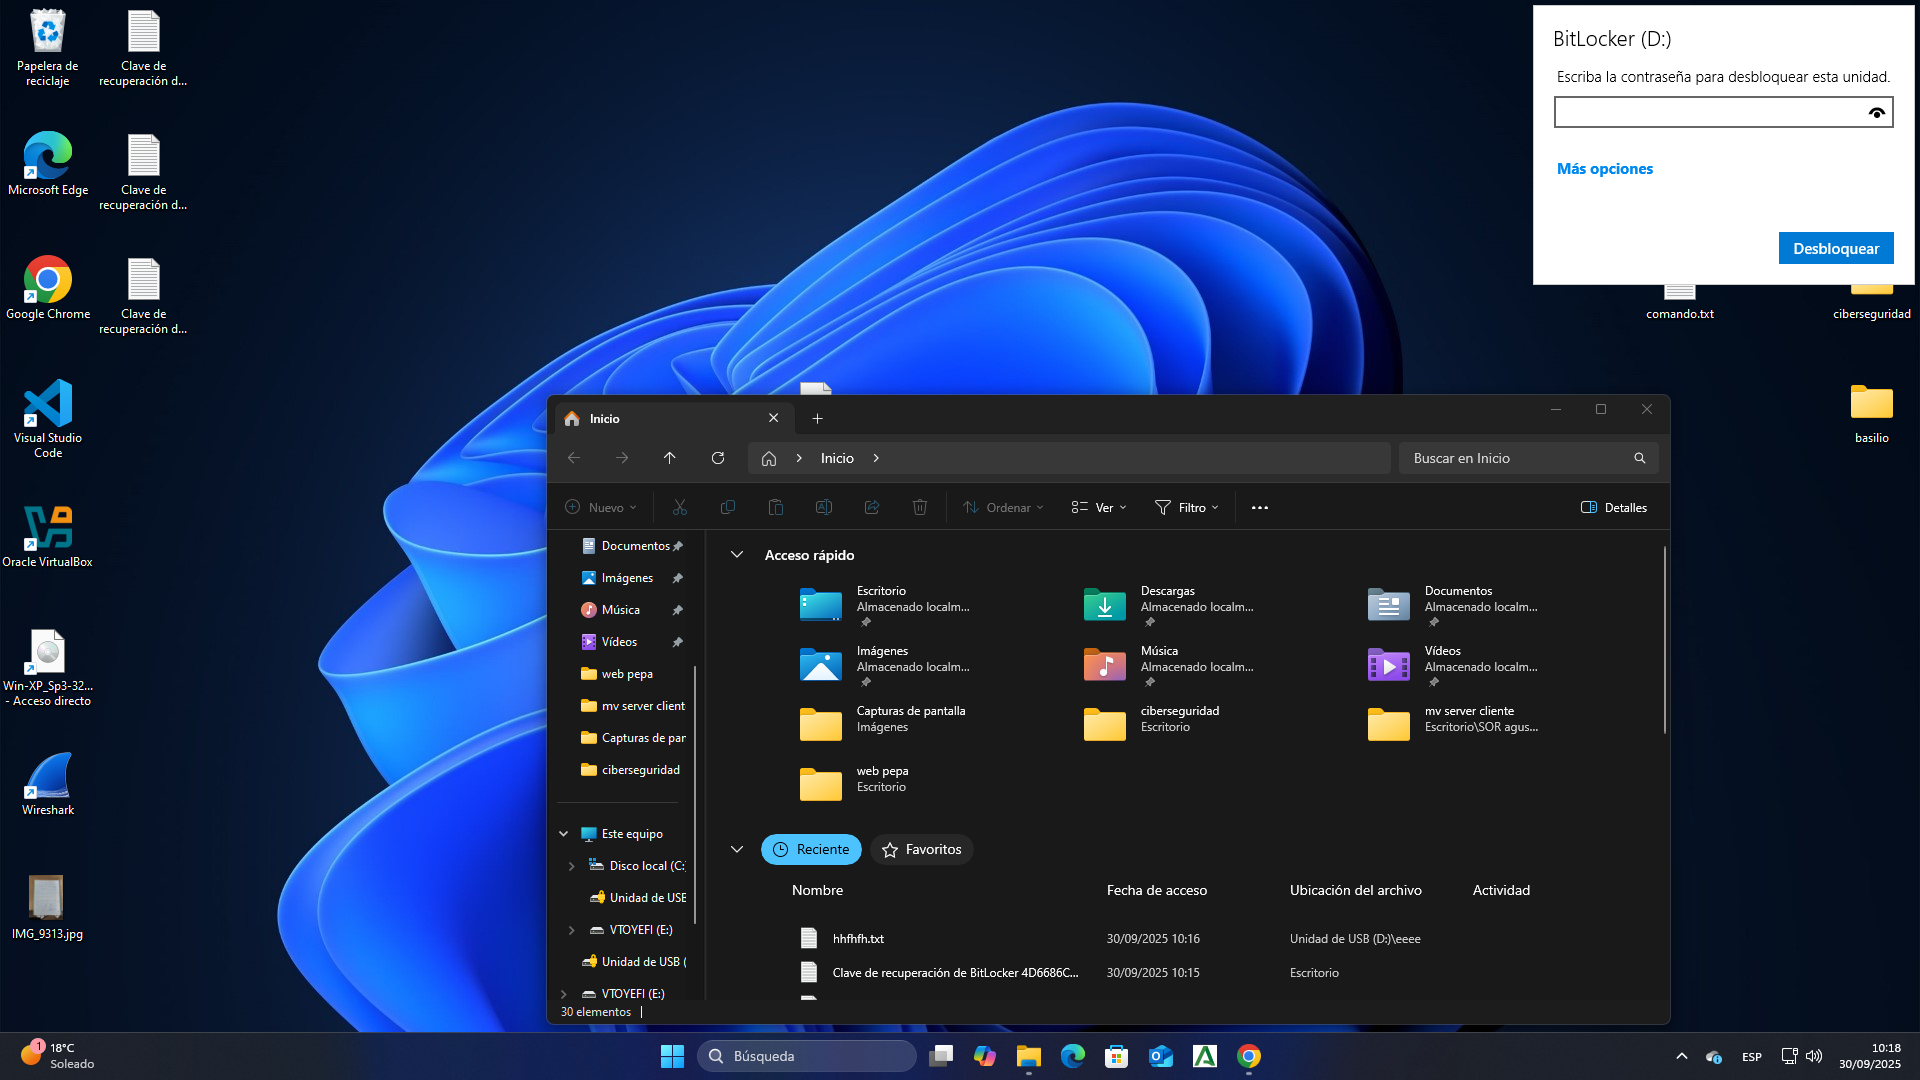 Papelera de
reciclaje
Clave de
recuperación d...
Microsoft Edge
Clave de
recuperación d...
Google Chrome
Clave de
recuperación d...
Visual Studio
Code
Oracle VirtualBox
Win-XP_Sp3-32...
- Acceso directo
Wireshark
IMG_9313.jpg
BitLocker (D:)
Escriba la contraseña para desbloquear esta unidad.
Más opciones
Desbloquear
comando.txt
ciberseguridad
basilio
Inicio
Inicio
Buscar en Inicio
Nuevo
Ordenar
Ver
Filtro
Detalles
Documentos
Imágenes
Música
Vídeos
web pepa
mv server client
Capturas de pan
ciberseguridad
Este equipo
Disco local (C:
Unidad de USB
VTOYEFI (E:)
Unidad de USB (
VTOYEFI (E:)
Acceso rápido
Escritorio
Almacenado localm...
Descargas
Almacenado localm...
Documentos
Almacenado localm...
Imágenes
Almacenado localm...
Música
Almacenado localm...
Vídeos
Almacenado localm...
Capturas de pantalla
Imágenes
ciberseguridad
Escritorio
mv server cliente
Escritorio\SOR agus...
web pepa
Escritorio
Reciente
Favoritos
Nombre
Fecha de acceso
Ubicación del archivo
Actividad
hhfhfh.txt
30/09/2025 10:16
Unidad de USB (D:)\eeee
Clave de recuperación de BitLocker 4D6686C...
30/09/2025 10:15
Escritorio
30 elementos
1
18°C
Soleado
Búsqueda
ESP
10:18
30/09/2025